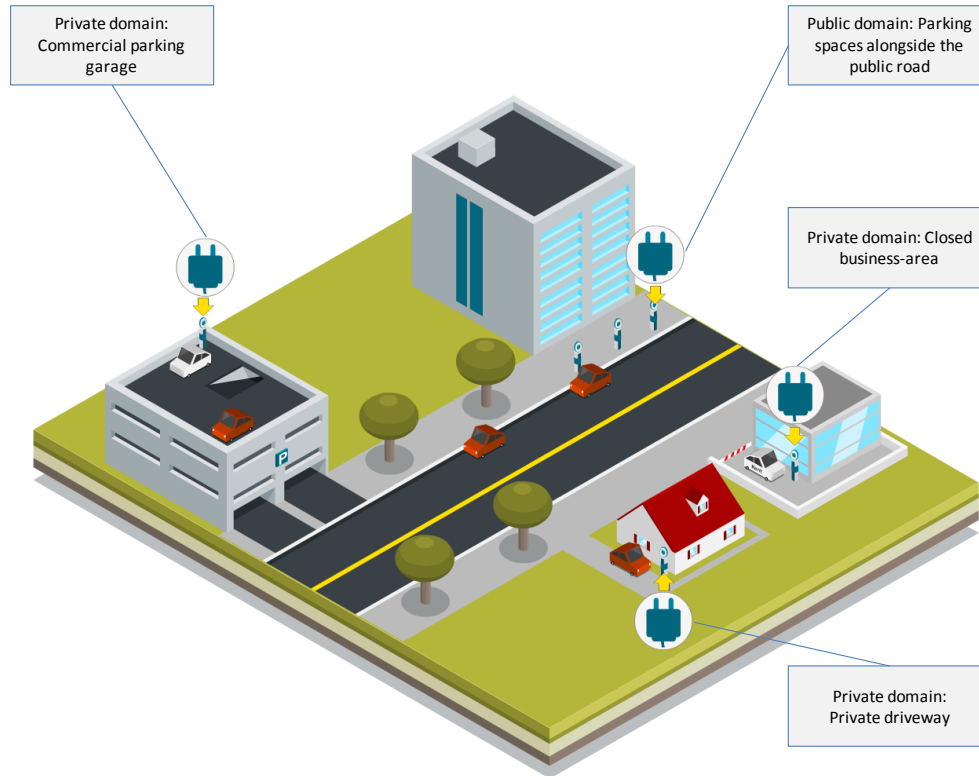 Private domain:
Commercial parking
garage
Public domain: Parking
spaces alongside the
public road
Private domain: Closed
business-area
P
Private domain:
Private driveway